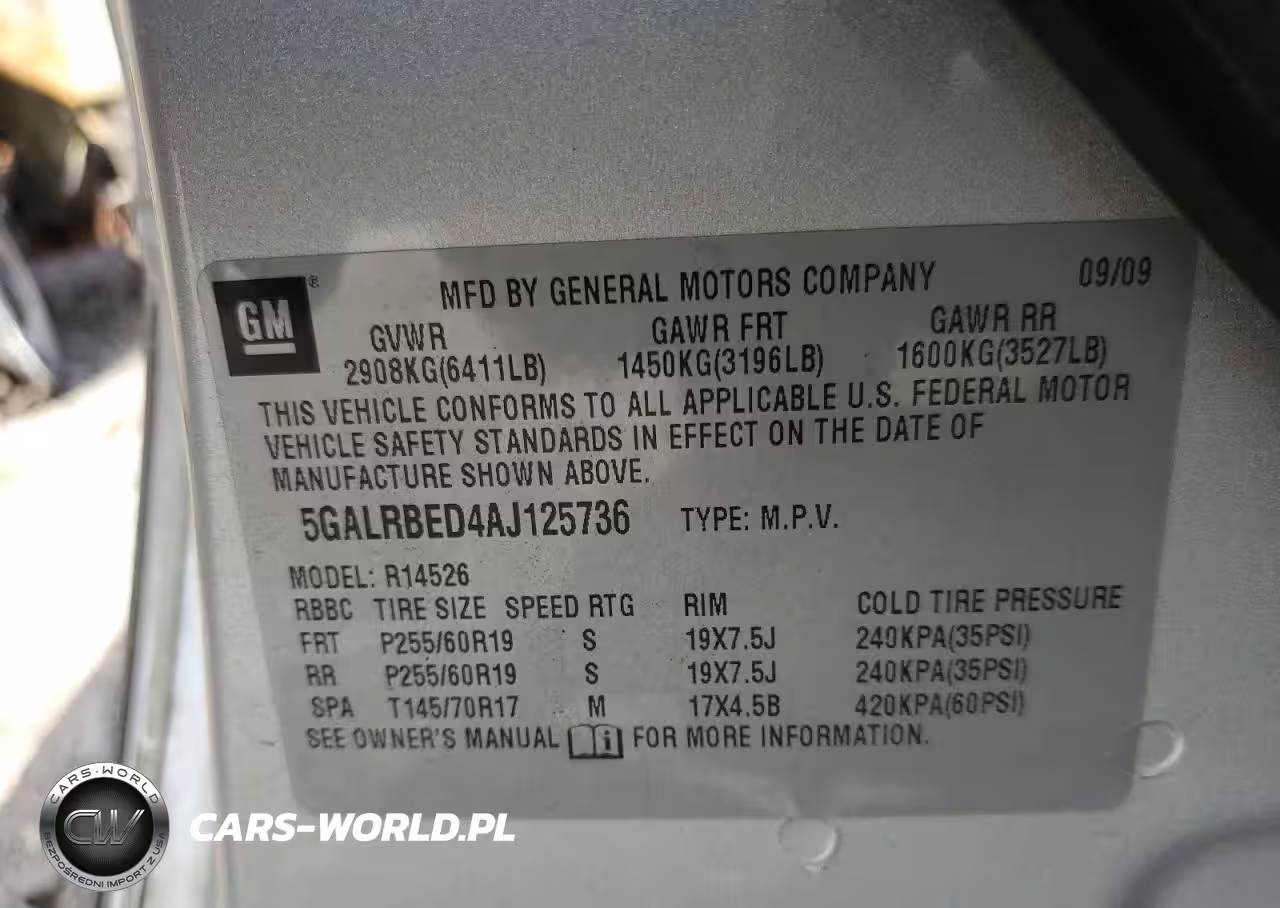 GM ® MFD BY GENERAL MOTORS COMPANY 09/09
GVWR GAWR FRT GAWR RR
2908KG(6411LB) 1450KG(3196LB) 1600KG(3527LB)
THIS VEHICLE CONFORMS TO ALL APPLICABLE U.S. FEDERAL MOTOR
VEHICLE SAFETY STANDARDS IN EFFECT ON THE DATE OF
MANUFACTURE SHOWN ABOVE.
5GALRBED4AJ125736 TYPE: M.P.V.
MODEL: R14526
RBBC TIRE SIZE SPEED RTG RIM COLD TIRE PRESSURE
FRT P255/60R19 S 19X7.5J 240KPA(35PSI)
RR P255/60R19 S 19X7.5J 240KPA(35PSI)
SPA T145/70R17 M 17X4.5B 420KPA(60PSI)
SEE OWNER'S MANUAL i FOR MORE INFORMATION.
CARS-WORLD
CW
BEZPOŚREDNI IMPORT Z USA
CARS-WORLD.PL